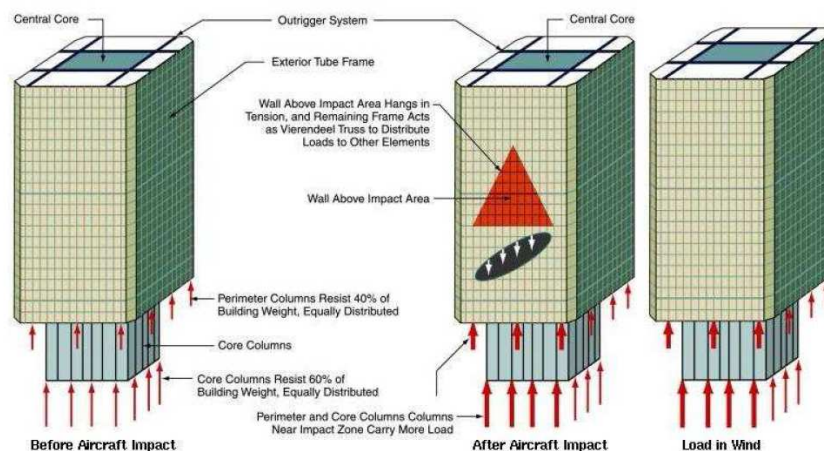 Central Core
Outrigger System
Central Core
Exterior Tube Frame
Wall Above Impact Area Hangs in
Tension, and Remaining Frame Acts
as Vierendeel Truss to Distribute
Loads to Other Elements
Wall Above Impact Area
Perimeter Columns Resist 40% of
Building Weight, Equally Distributed
Core Columns
Core Columns Resist 60% of
Building Weight, Equally Distributed
Perimeter and Core Columns Columns
Near Impact Zone Carry More Load
Before Aircraft Impact
After Aircraft Impact
Load in Wind